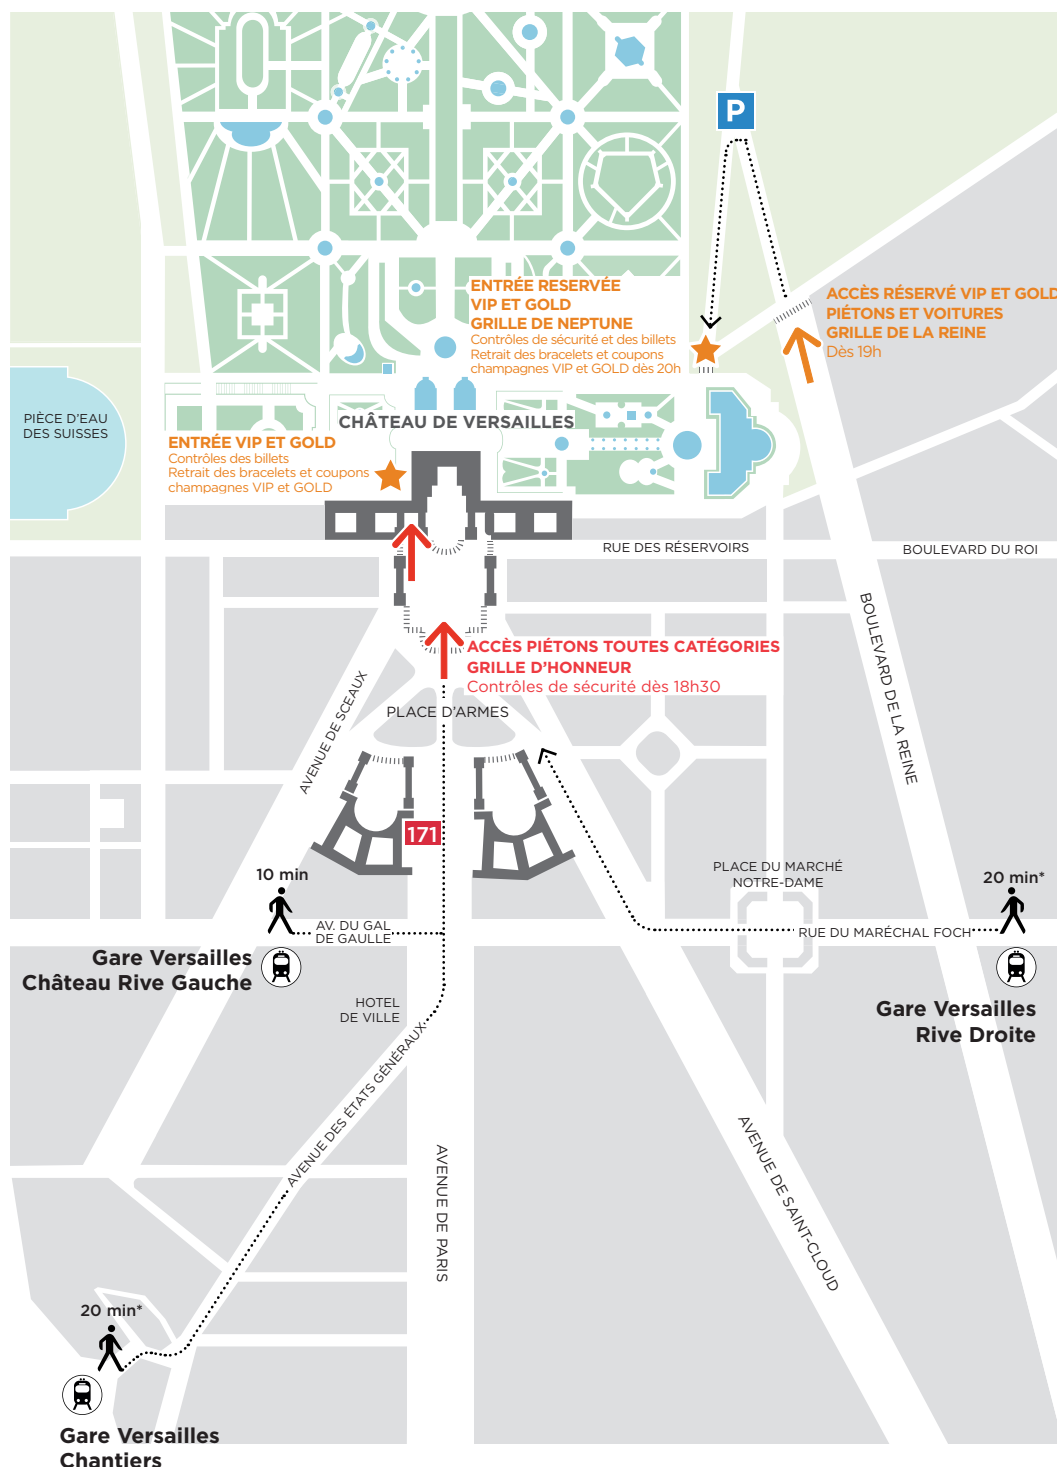 P
ENTRÉE RESERVÉE
VIP ET GOLD
GRILLE DE NEPTUNE
Contrôles de sécurité et des billets
Retrait des bracelets et coupons
champagnes VIP et GOLD dès 20h
ACCÈS RÉSERVÉ VIP ET GOLD
PIÉTONS ET VOITURES
GRILLE DE LA REINE
Dès 19h
PIÈCE D'EAU
DES SUISSES
CHÂTEAU DE VERSAILLES
ENTRÉE VIP ET GOLD
Contrôles des billets
Retrait des bracelets et coupons
champagnes VIP et GOLD
RUE DES RÉSERVOIRS
BOULEVARD DU ROI
BOULEVARD DE LA REINE
ACCÈS PIÉTONS TOUTES CATÉGORIES
GRILLE D'HONNEUR
Contrôles de sécurité dès 18h30
AVENUE DE SCEAUX
PLACE D'ARMES
171
PLACE DU MARCHÉ
NOTRE-DAME
10 min
20 min*
AV. DU GAL
DE GAULLE
RUE DU MARÉCHAL FOCH
Gare Versailles
Château Rive Gauche
HOTEL
DE VILLE
Gare Versailles
Rive Droite
AVENUE DES ÉTATS GÉNÉRAUX
AVENUE DE PARIS
AVENUE DE SAINT-CLOUD
20 min*
Gare Versailles
Chantiers